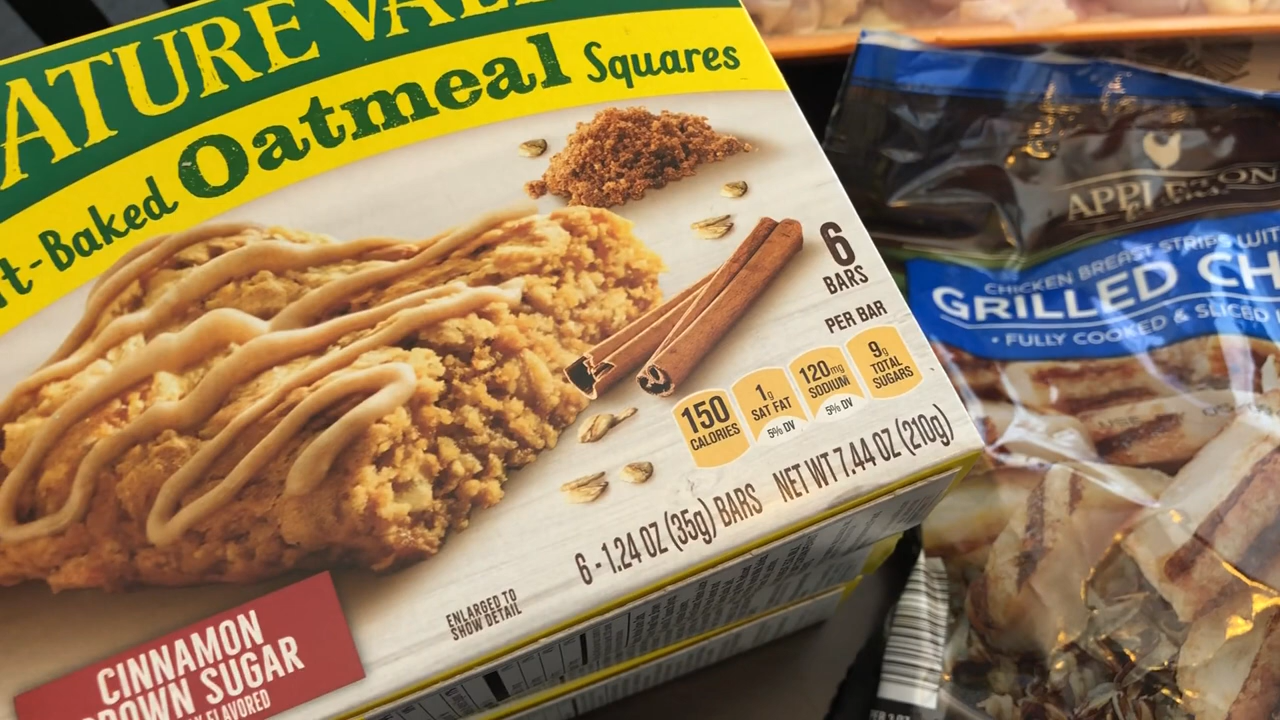 ATURE VAL
t-Baked Oatmeal Squares
6
BARS
PER BAR
150
CALORIES
1g
SAT FAT
5% DV
120mg
SODIUM
5% DV
9g
TOTAL
SUGARS
6 - 1.24 OZ (35g) BARS NET WT 7.44 OZ (210g)
ENLARGED TO
SHOW DETAIL
CINNAMON
BROWN SUGAR
FLAVORED
APPLETON
CHICKEN BREAST STRIPS WIT
GRILLED CH
• FULLY COOKED & SLICED